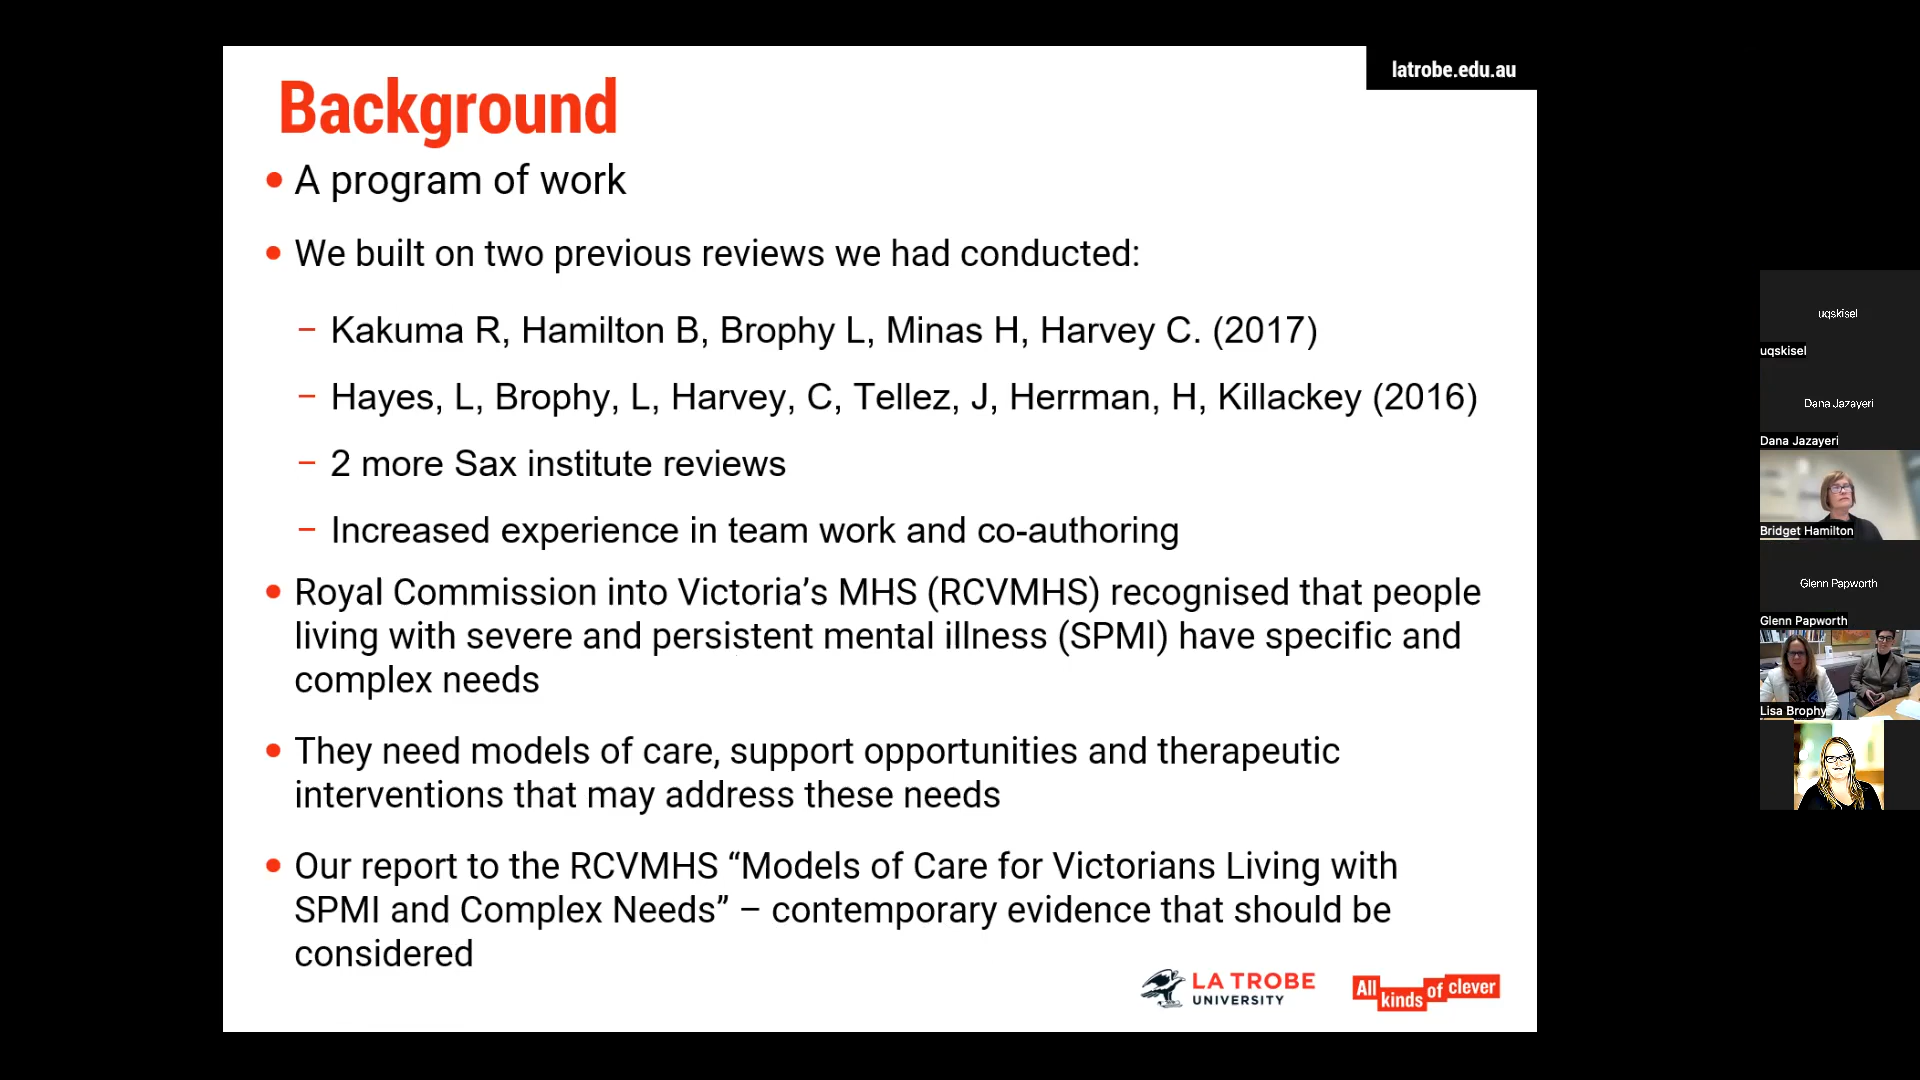 latrobe.edu.au
Background
• A program of work
• We built on two previous reviews we had conducted:
− Kakuma R, Hamilton B, Brophy L, Minas H, Harvey C. (2017)
− Hayes, L, Brophy, L, Harvey, C, Tellez, J, Herrman, H, Killackey (2016)
− 2 more Sax institute reviews
− Increased experience in team work and co-authoring
• Royal Commission into Victoria’s MHS (RCVMHS) recognised that people
living with severe and persistent mental illness (SPMI) have specific and
complex needs
• They need models of care, support opportunities and therapeutic
interventions that may address these needs
• Our report to the RCVMHS “Models of Care for Victorians Living with
SPMI and Complex Needs” – contemporary evidence that should be
considered
LA TROBE
UNIVERSITY
All kinds of clever
uqskisel
uqskisel
Dana Jazayeri
Dana Jazayeri
Bridget Hamilton
Glenn Papworth
Glenn Papworth
Lisa Brophy